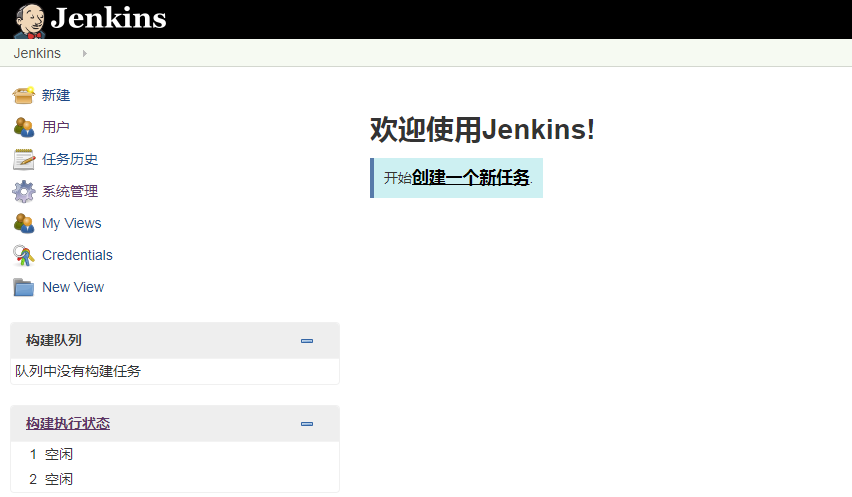 Jenkins
Jenkins
新建
用户
任务历史
系统管理
My Views
Credentials
New View
欢迎使用Jenkins!
开始创建一个新任务.
构建队列
队列中没有构建任务
构建执行状态
1 空闲
2 空闲